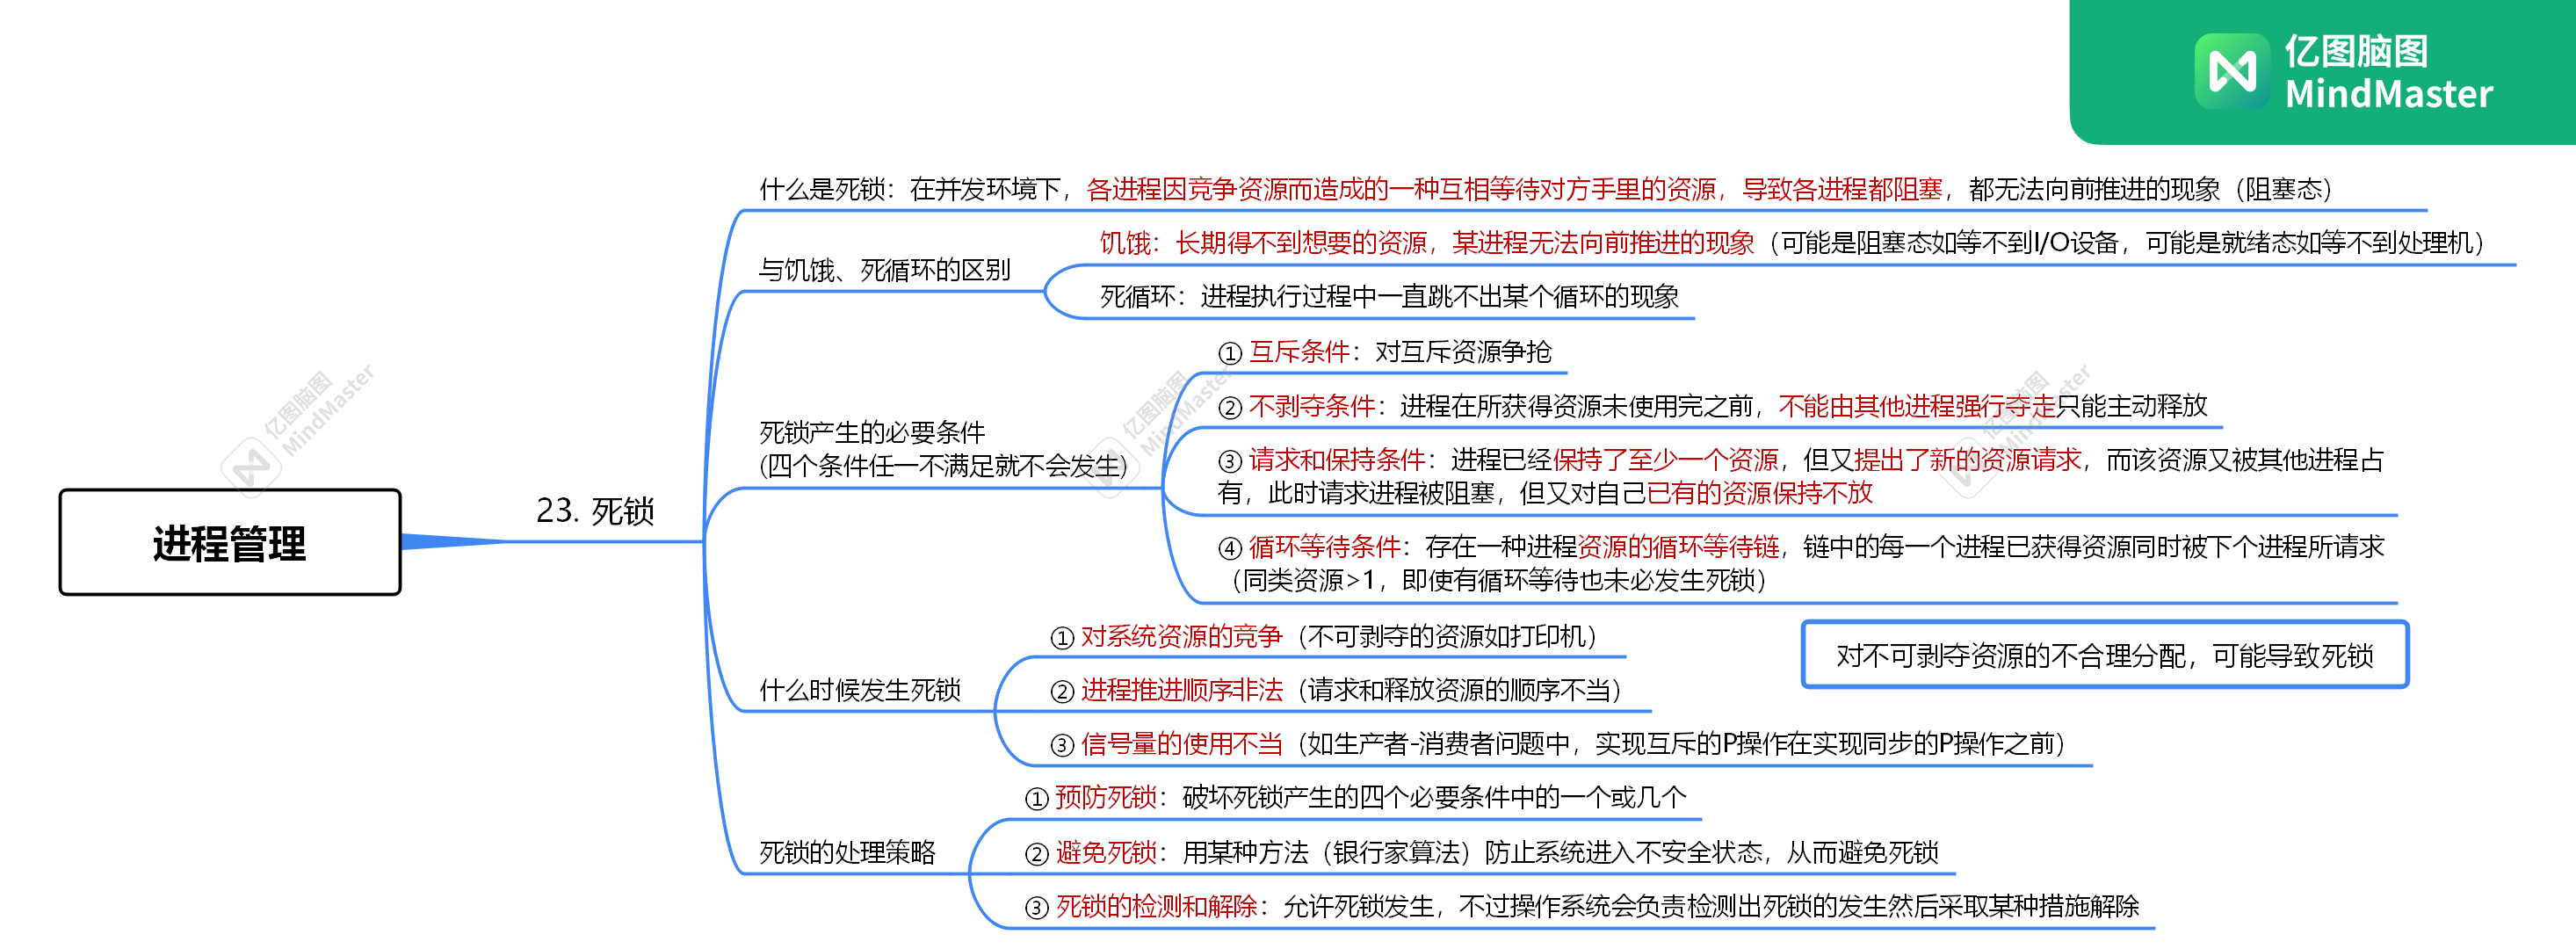 亿图脑图
MindMaster
什么是死锁：在并发环境下，各进程因竞争资源而造成的一种互相等待对方手里的资源，导致各进程都阻塞，都无法向前推进的现象（阻塞态）
饥饿：长期得不到想要的资源，某进程无法向前推进的现象（可能是阻塞态如等不到I/O设备，可能是就绪态如等不到处理机）
与饥饿、死循环的区别
死循环：进程执行过程中一直跳不出某个循环的现象
① 互斥条件：对互斥资源争抢
② 不剥夺条件：进程在所获得资源未使用完之前，不能由其他进程强行夺走只能主动释放
死锁产生的必要条件
(四个条件任一不满足就不会发生)
③ 请求和保持条件：进程已经保持了至少一个资源，但又提出了新的资源请求，而该资源又被其他进程占
有，此时请求进程被阻塞，但又对自己已有的资源保持不放
进程管理
23. 死锁
④ 循环等待条件：存在一种进程资源的循环等待链，链中的每一个进程已获得资源同时被下个进程所请求
（同类资源>1，即使有循环等待也未必发生死锁）
① 对系统资源的竞争（不可剥夺的资源如打印机）
对不可剥夺资源的不合理分配，可能导致死锁
什么时候发生死锁
② 进程推进顺序非法（请求和释放资源的顺序不当）
③ 信号量的使用不当（如生产者-消费者问题中，实现互斥的P操作在实现同步的P操作之前）
① 预防死锁：破坏死锁产生的四个必要条件中的一个或几个
死锁的处理策略
② 避免死锁：用某种方法（银行家算法）防止系统进入不安全状态，从而避免死锁
③ 死锁的检测和解除：允许死锁发生，不过操作系统会负责检测出死锁的发生然后采取某种措施解除
亿图脑图
MindMaster
亿图脑图
MindMaster
亿图脑图
MindMaster